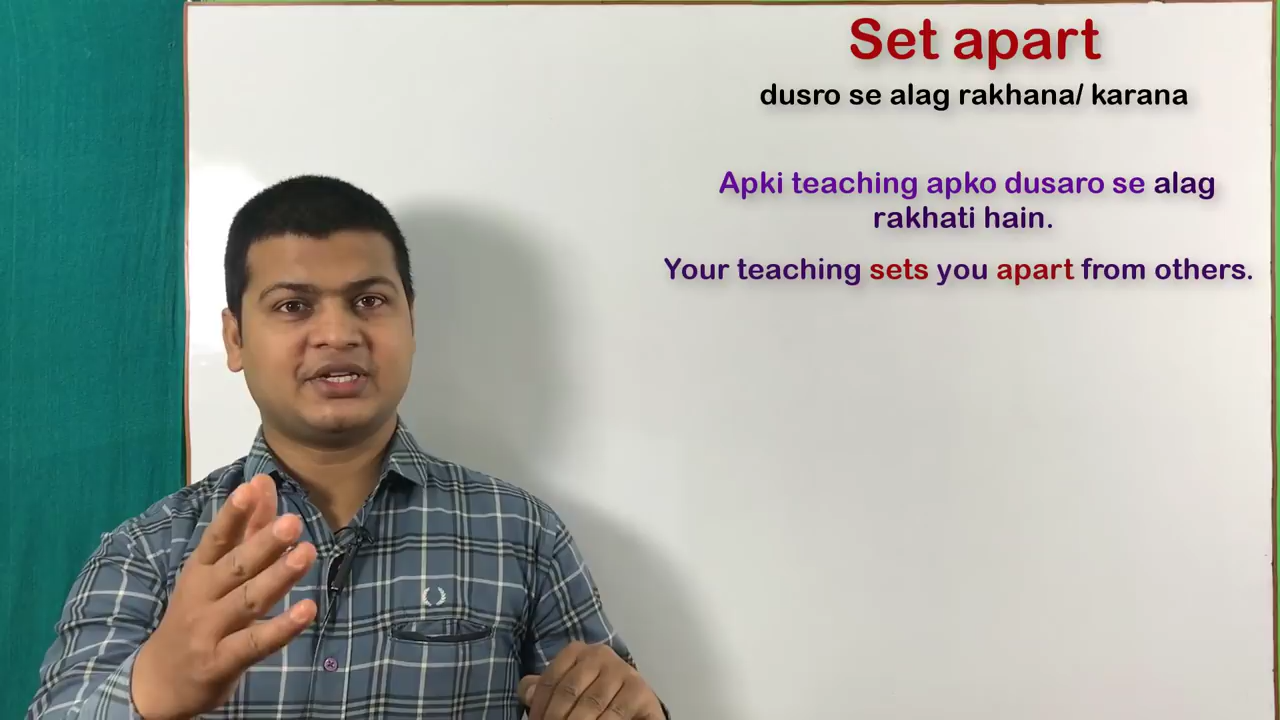 Set apart
dusro se alag rakhana/ karana
Apki teaching apko dusaro se alag
rakhati hain.
Your teaching sets you apart from others.